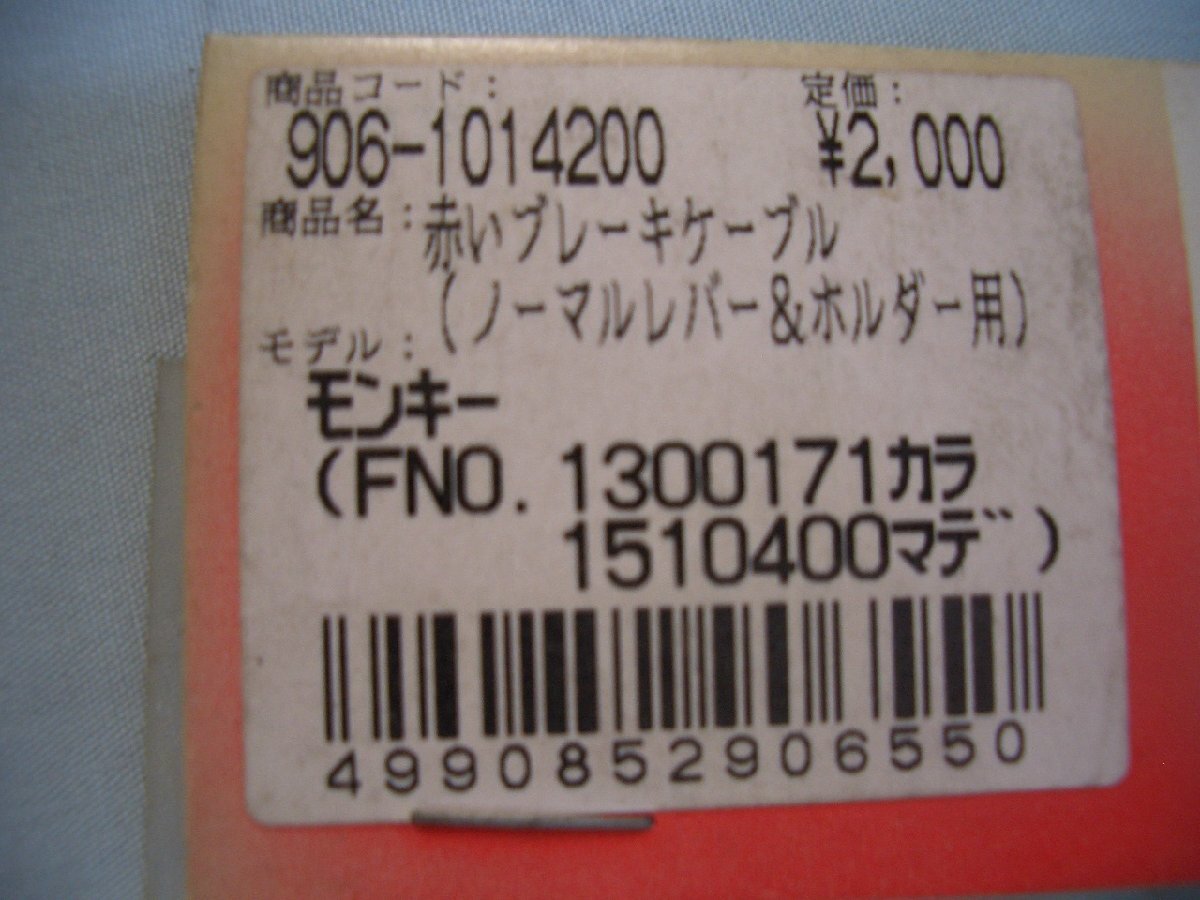 商品コード: 定価:
906-1014200 ¥2,000
商品名:赤いブレーキケーブル
(ノーマルレバー&ホルダー用)
モデル:
モンキー
(FNO. 1300171カラ
1510400マデ)
4990852906550